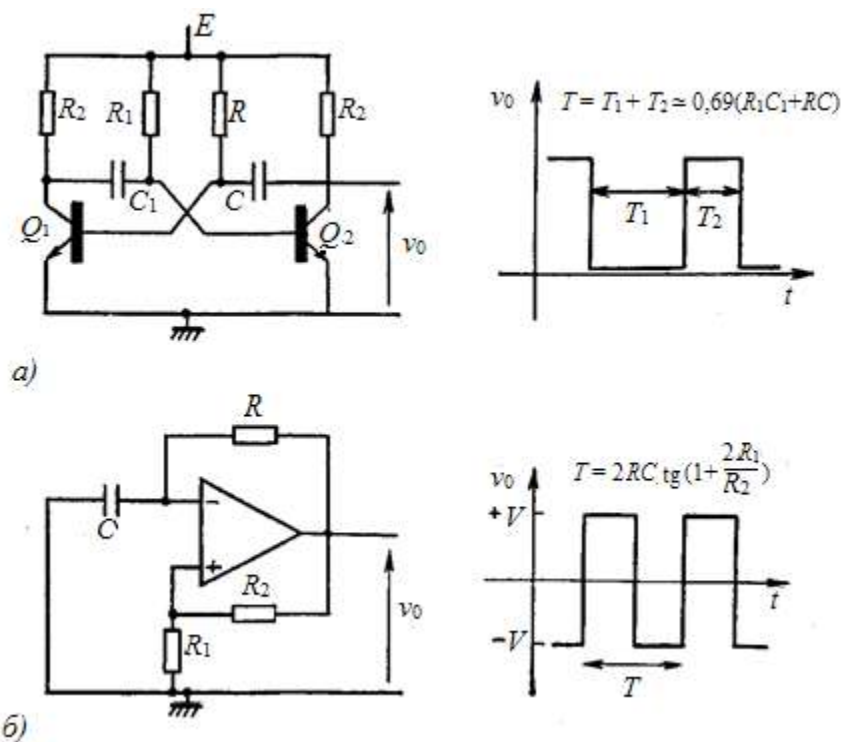 E
R2 R1 R R2
C1 C
Q1 Q2
v0
v0 T = T1 + T2 ≃ 0,69(R1C1+RC)
T1 T2
t
а)
R
C
−
+
R2
R1
v0
v0 T = 2RC tg(1+ 2R1/R2)
+V
t
−V
T
б)